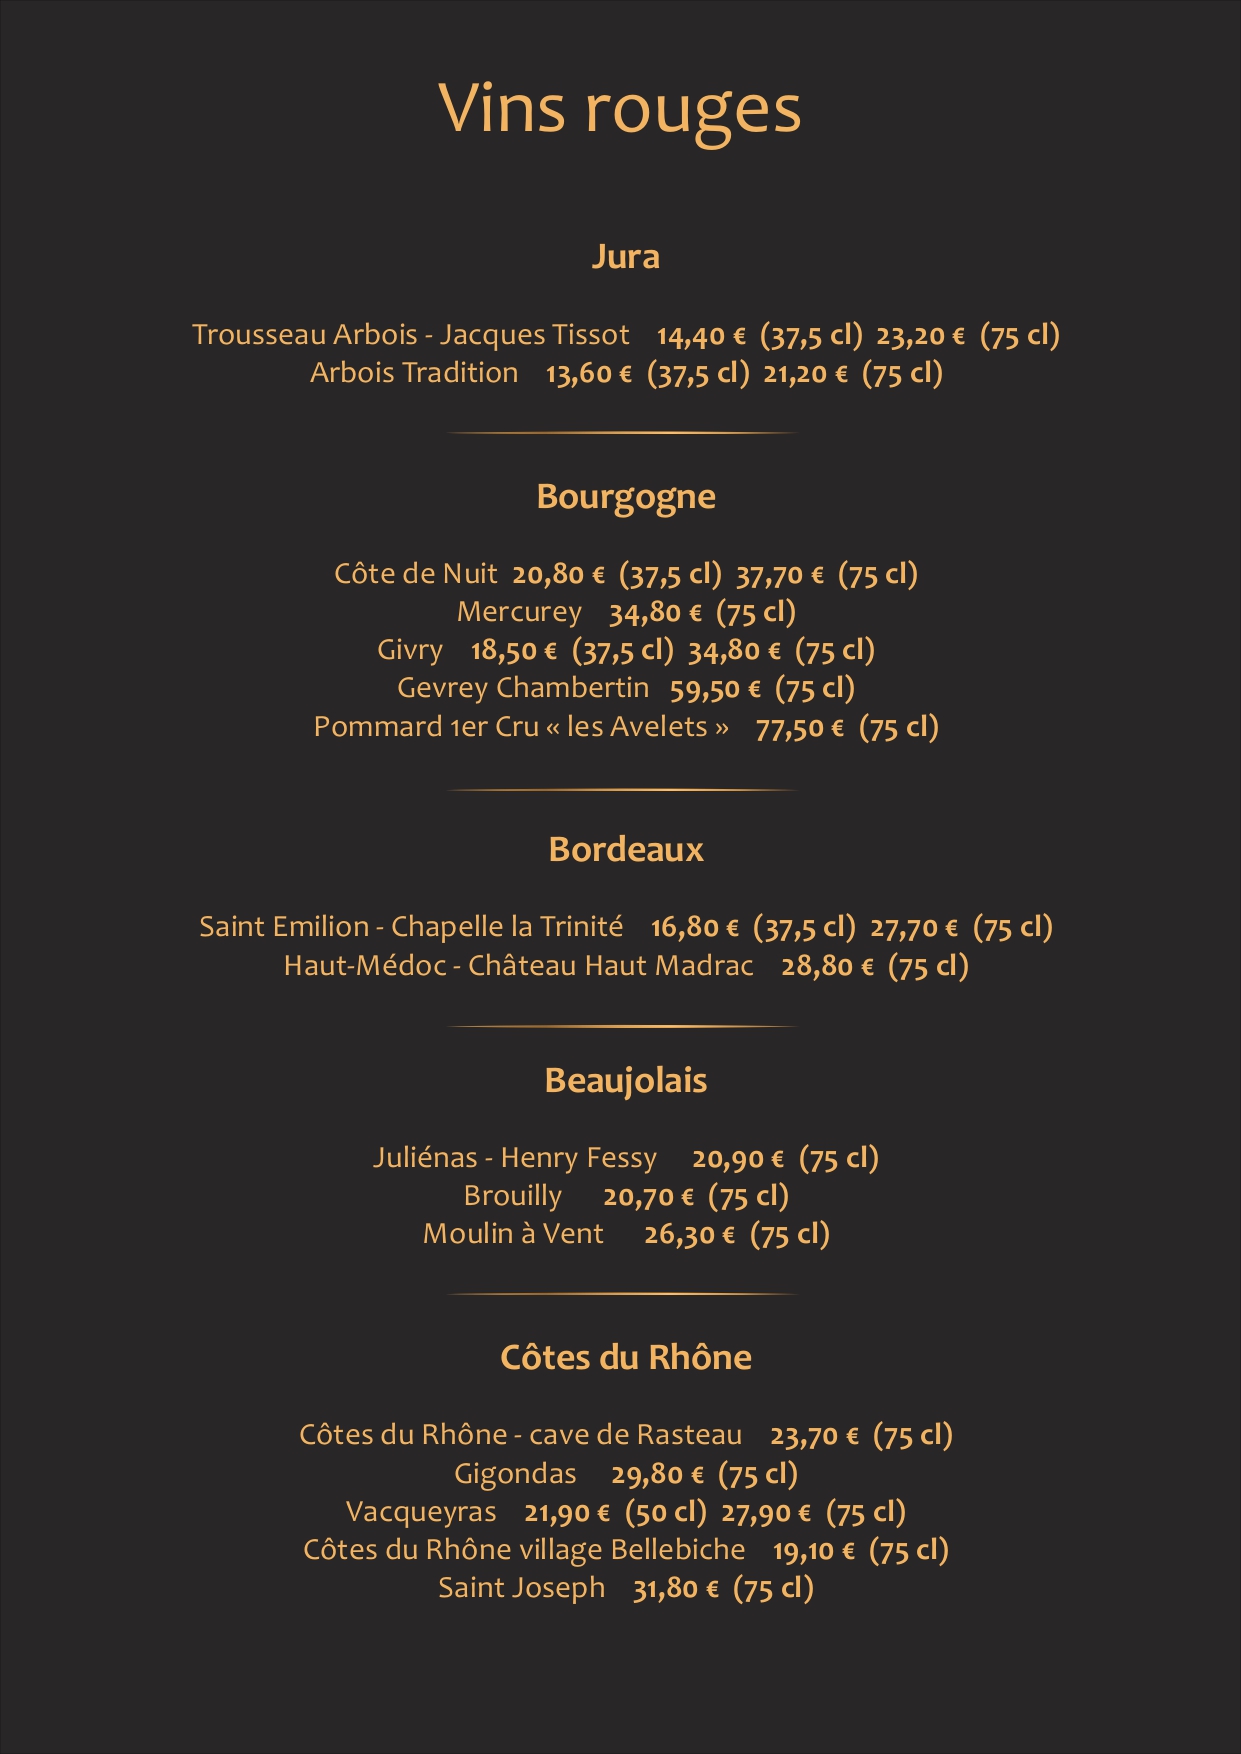 Vins rouges
Jura
Trousseau Arbois - Jacques Tissot 14,40 € (37,5 cl) 23,20 € (75 cl)
Arbois Tradition 13,60 € (37,5 cl) 21,20 € (75 cl)
Bourgogne
Côte de Nuit 20,80 € (37,5 cl) 37,70 € (75 cl)
Mercurey 34,80 € (75 cl)
Givry 18,50 € (37,5 cl) 34,80 € (75 cl)
Gevrey Chambertin 59,50 € (75 cl)
Pommard 1er Cru « les Avelets » 77,50 € (75 cl)
Bordeaux
Saint Emilion - Chapelle la Trinité 16,80 € (37,5 cl) 27,70 € (75 cl)
Haut-Médoc - Château Haut Madrac 28,80 € (75 cl)
Beaujolais
Juliénas - Henry Fessy 20,90 € (75 cl)
Brouilly 20,70 € (75 cl)
Moulin à Vent 26,30 € (75 cl)
Côtes du Rhône
Côtes du Rhône - cave de Rasteau 23,70 € (75 cl)
Gigondas 29,80 € (75 cl)
Vacqueyras 21,90 € (50 cl) 27,90 € (75 cl)
Côtes du Rhône village Bellebiche 19,10 € (75 cl)
Saint Joseph 31,80 € (75 cl)